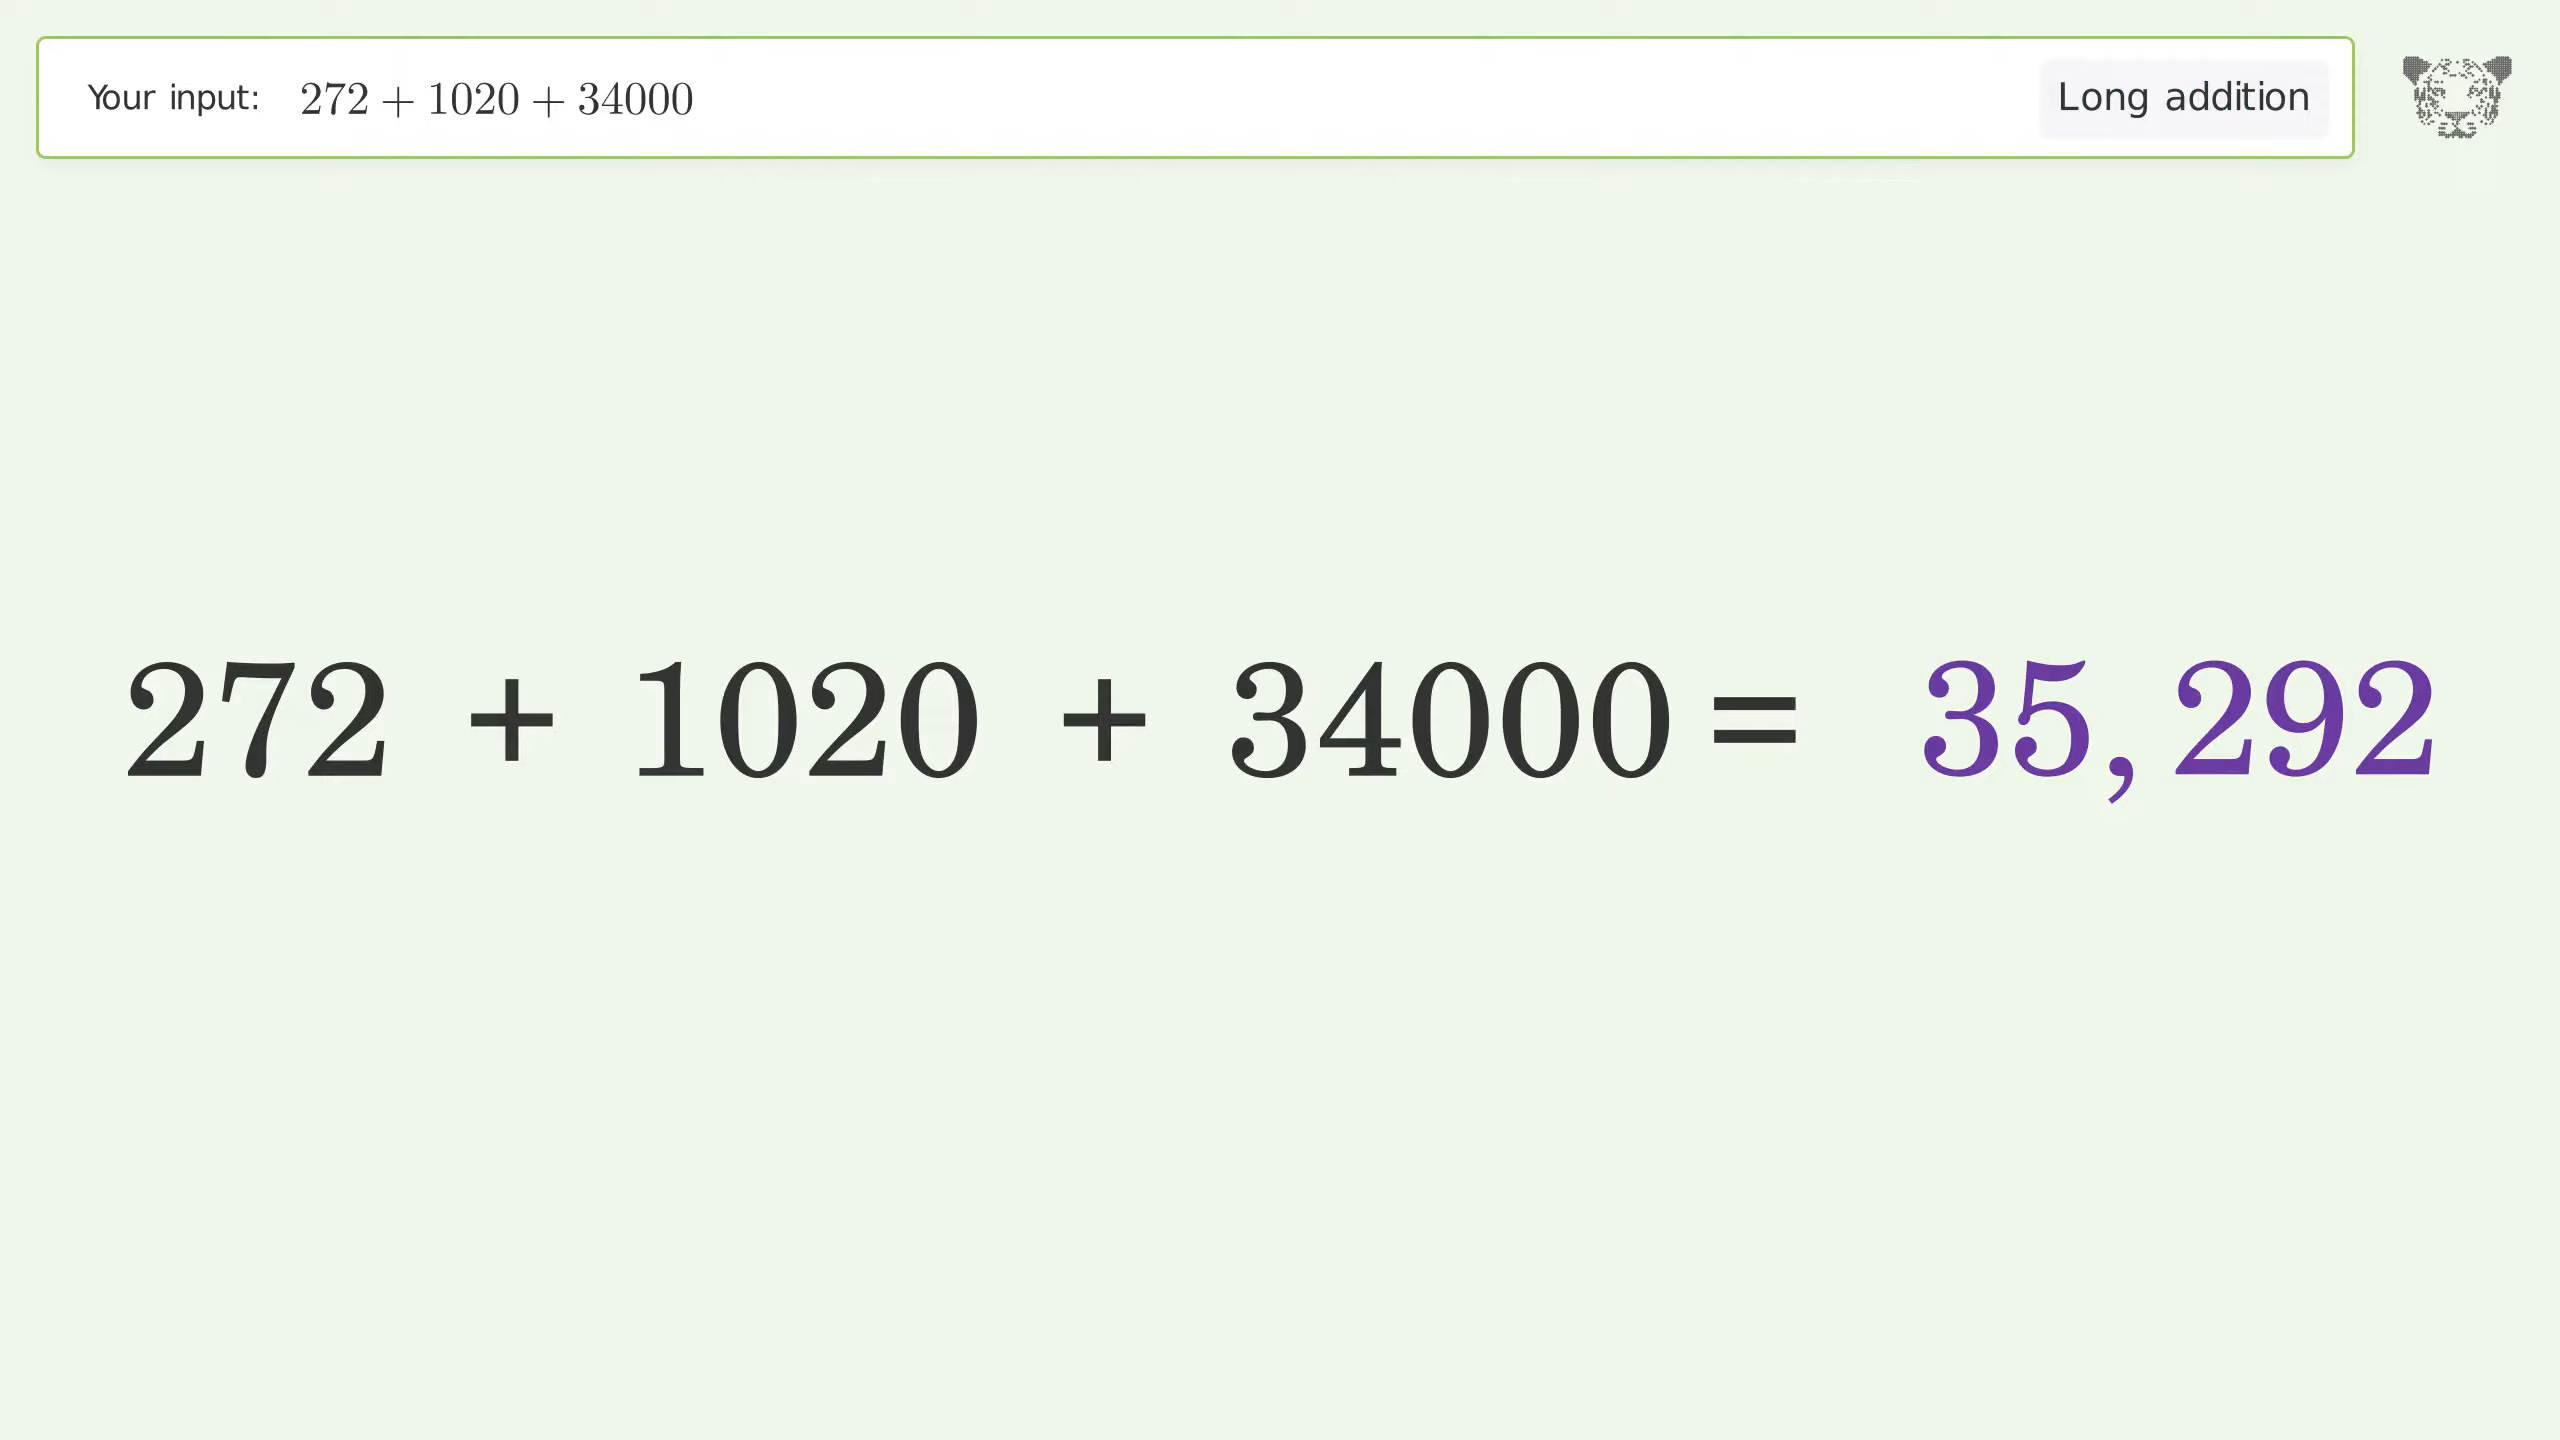 Your input: 272 + 1020 + 34000 Long addition
272 + 1020 + 34000 = 35,292